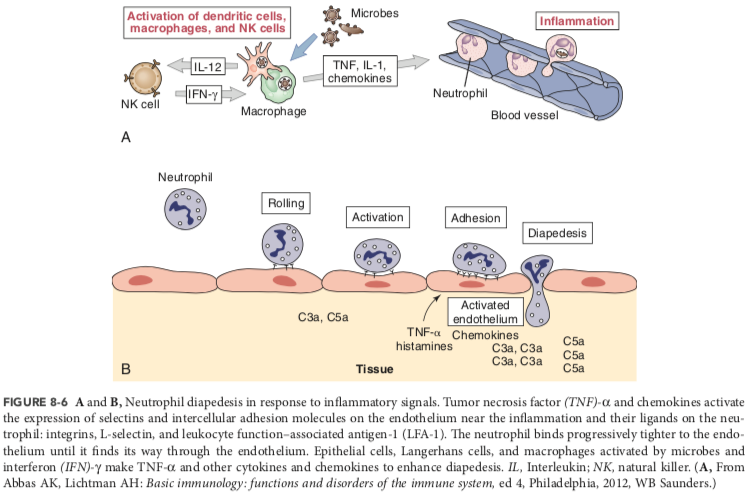 Activation of dendritic cells,
macrophages, and NK cells
Microbes
Inflammation
IL-12
TNF, IL-1,
chemokines
NK cell
IFN-γ
Macrophage
Neutrophil
Blood vessel
A
Neutrophil
Rolling
Activation
Adhesion
Diapedesis
Activated
endothelium
C3a, C5a
TNF-α
histamines
Chemokines
C3a, C3a
C3a, C3a
C5a
C5a
C5a
B
Tissue
FIGURE 8-6 A and B, Neutrophil diapedesis in response to inflammatory signals. Tumor necrosis factor (TNF)-α and chemokines activate
the expression of selectins and intercellular adhesion molecules on the endothelium near the inflammation and their ligands on the neu-
trophil: integrins, L-selectin, and leukocyte function–associated antigen-1 (LFA-1). The neutrophil binds progressively tighter to the endo-
thelium until it finds its way through the endothelium. Epithelial cells, Langerhans cells, and macrophages activated by microbes and
interferon (IFN)-γ make TNF-α and other cytokines and chemokines to enhance diapedesis. IL, Interleukin; NK, natural killer. (A, From
Abbas AK, Lichtman AH: Basic immunology: functions and disorders of the immune system, ed 4, Philadelphia, 2012, WB Saunders.)